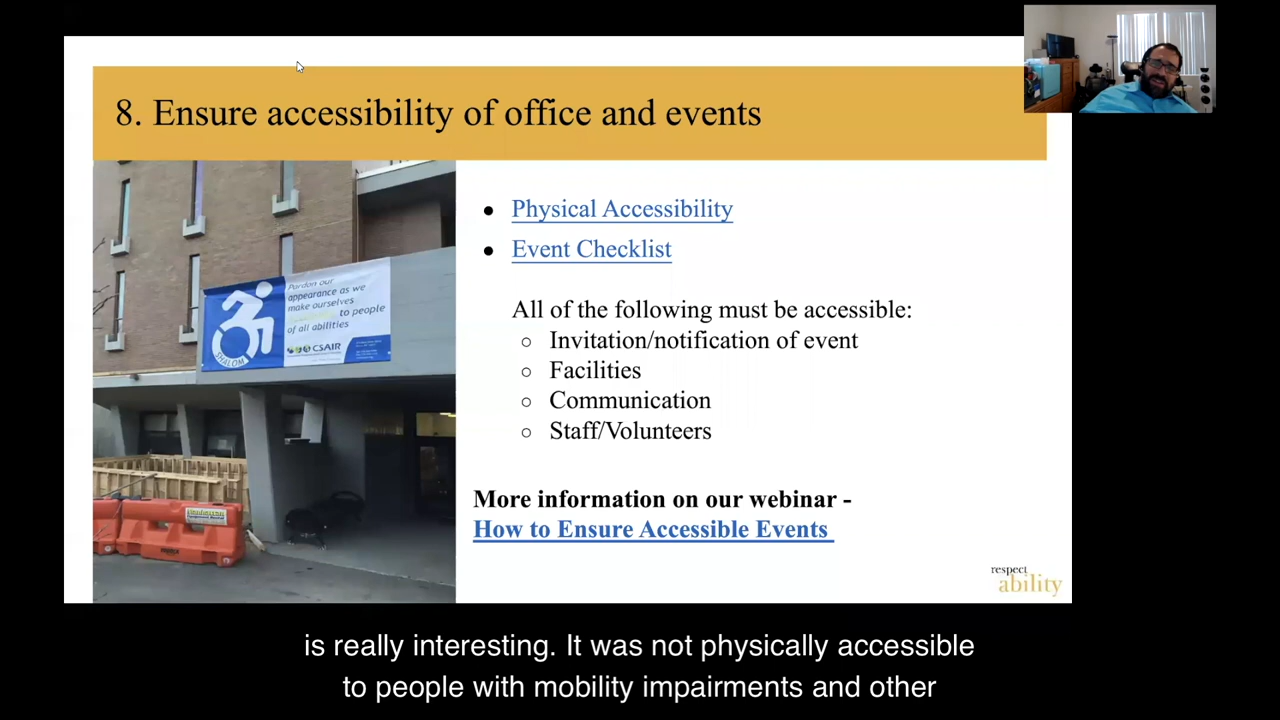 8. Ensure accessibility of office and events
Pardon our
appearance as we
make ourselves
to people
of all abilities
CSAIR
SHALOM
• Physical Accessibility
• Event Checklist
All of the following must be accessible:
○ Invitation/notification of event
○ Facilities
○ Communication
○ Staff/Volunteers
More information on our webinar -
How to Ensure Accessible Events
respect
ability
is really interesting. It was not physically accessible
to people with mobility impairments and other